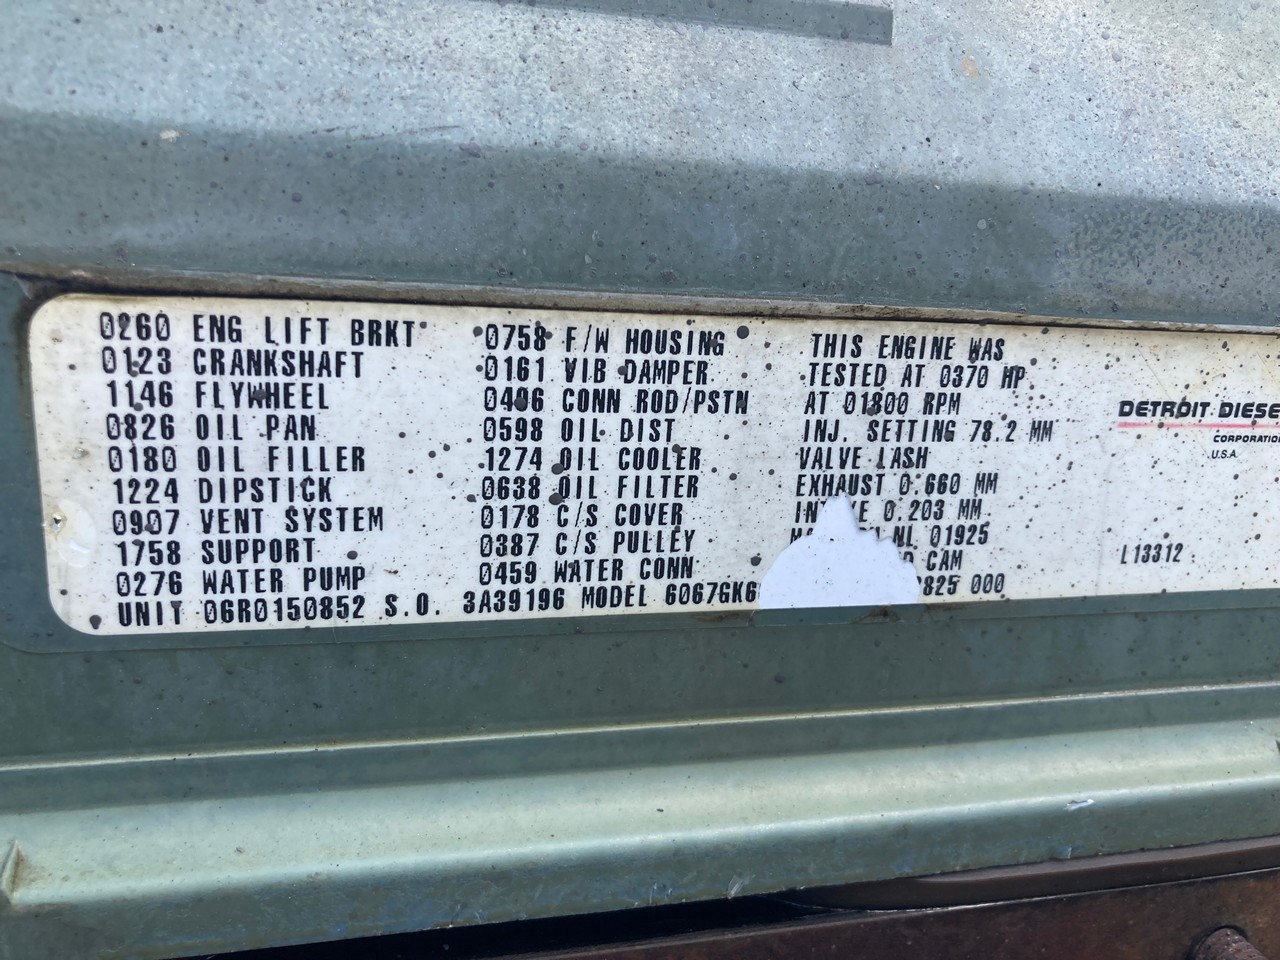 0260 ENG LIFT BRKT
0123 CRANKSHAFT
1146 FLYWHEEL
0826 OIL PAN
0180 OIL FILLER
1224 DIPSTICK
0907 VENT SYSTEM
1758 SUPPORT
0276 WATER PUMP
0758 F/W HOUSING
0161 VIB DAMPER
0406 CONN ROD/PSTN
0598 OIL DIST
1274 OIL COOLER
0638 OIL FILTER
0178 C/S COVER
0387 C/S PULLEY
0459 WATER CONN
UNIT 06R0150852 S.O. 3A39196 MODEL 6067GK6
THIS ENGINE WAS
TESTED AT 0370 HP
AT 01800 RPM
INJ. SETTING 78.2 MM
VALVE LASH
EXHAUST 0.660 MM
0.203 MM
NL 01925
CAM
825 000
DETROIT DIESE
CORPORATION
U.S.A.
L13312